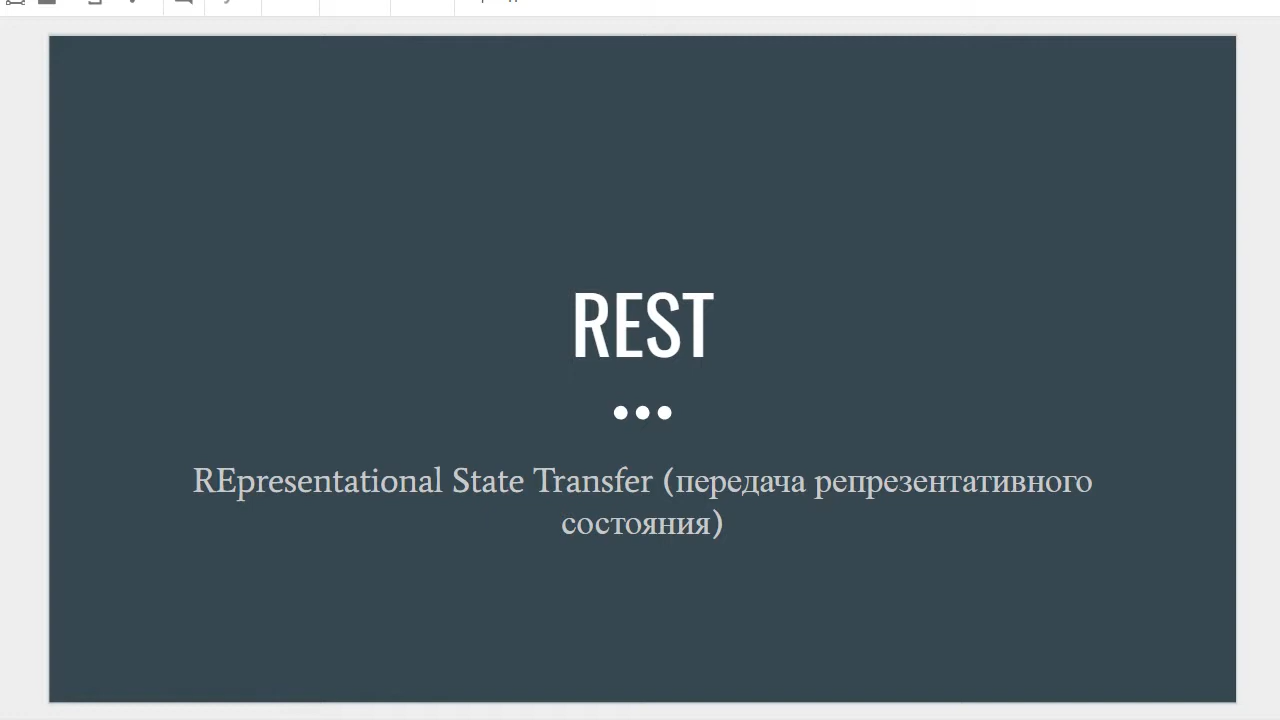 REST
REpresentational State Transfer (передача репрезентативного
состояния)